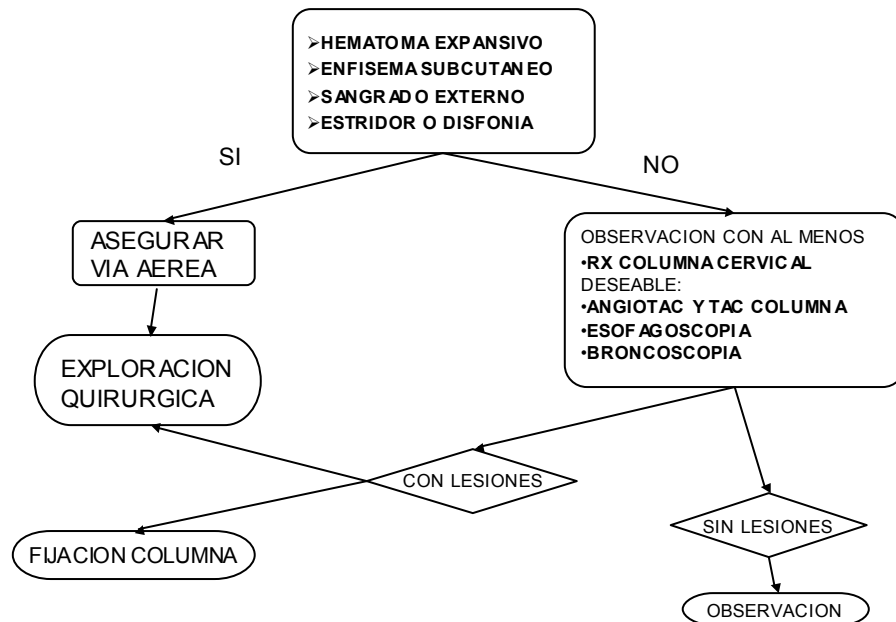 ➢HEMATOMA EXPANSIVO
➢ENFISEMA SUBCUTANEO
➢SANGRADO EXTERNO
➢ESTRIDOR O DISFONIA
SI
NO
ASEGURAR
VIA AEREA
OBSERVACION CON AL MENOS
•RX COLUMNA CERVICAL
DESEABLE:
•ANGIOTAC Y TAC COLUMNA
•ESOFAGOSCOPIA
•BRONCOSCOPIA
EXPLORACION
QUIRURGICA
CON LESIONES
SIN LESIONES
FIJACION COLUMNA
OBSERVACION